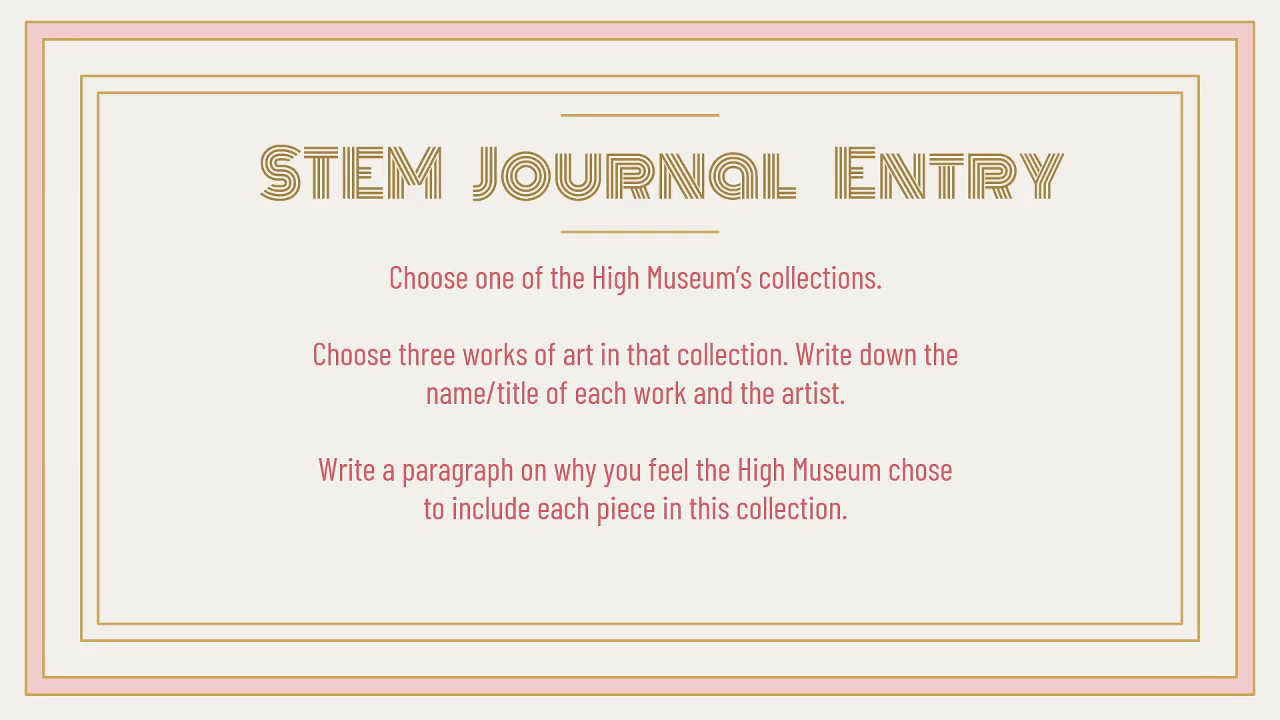 STEM Journal Entry
Choose one of the High Museum's collections.
Choose three works of art in that collection. Write down the
name/title of each work and the artist.
Write a paragraph on why you feel the High Museum chose
to include each piece in this collection.